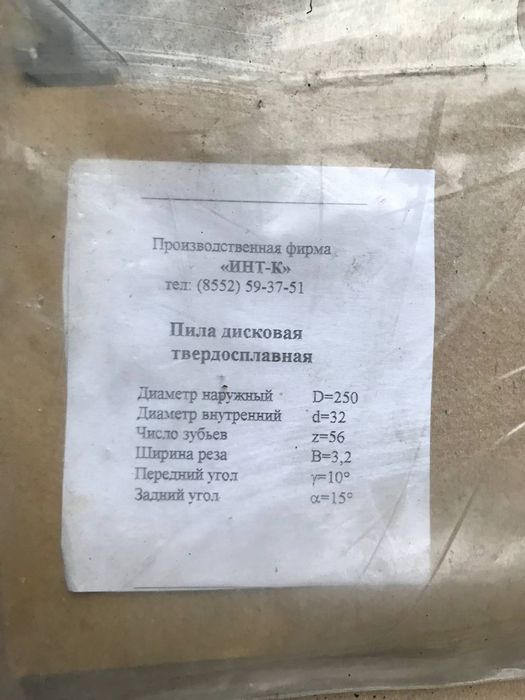 Производственная фирма
«ИНТ-К»
тел: (8552) 59-37-51
Пила дисковая
твердосплавная
Диаметр наружный D=250
Диаметр внутренний d=32
Число зубьев z=56
Ширина реза B=3,2
Передний угол γ=10°
Задний угол α=15°